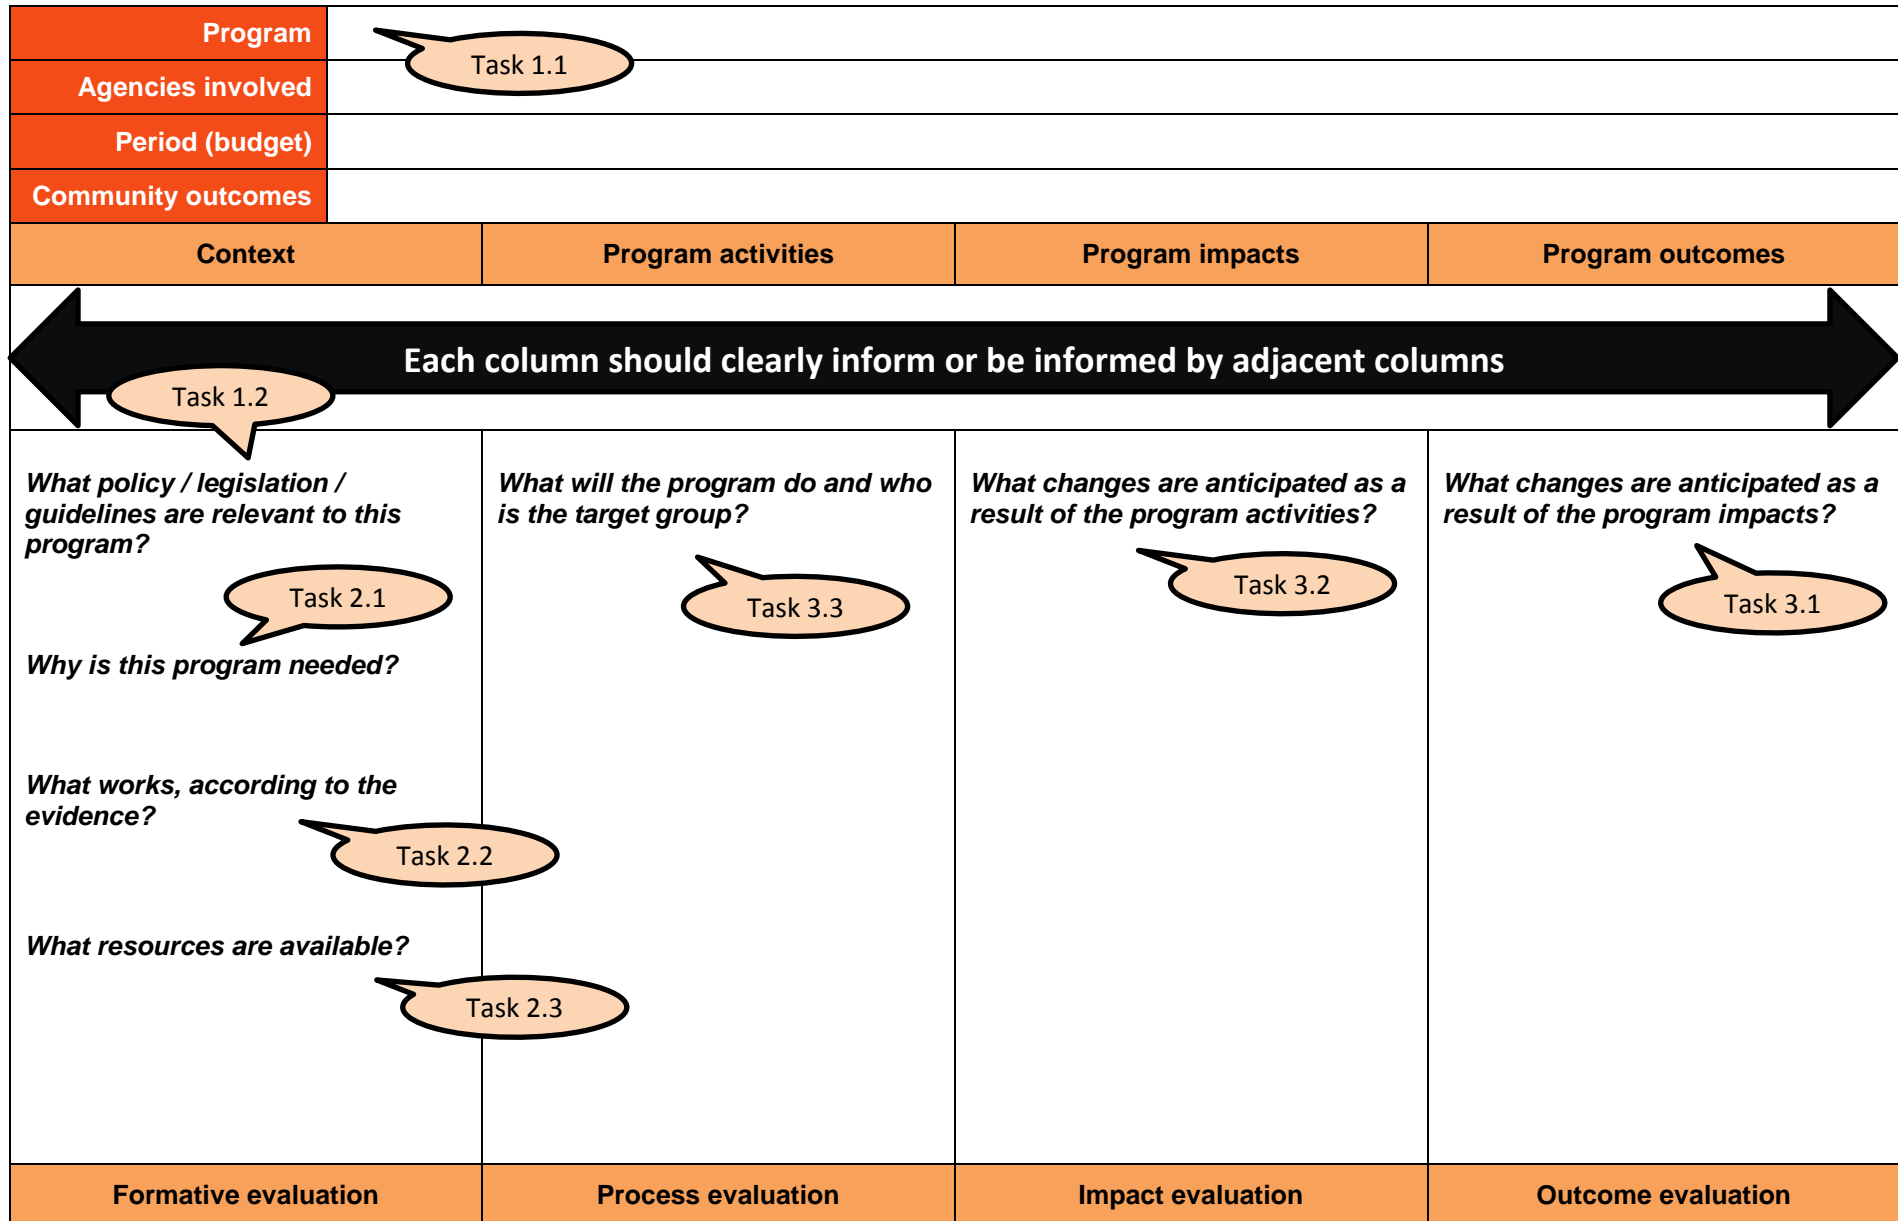 Program
Task 1.1
Agencies involved
Period (budget)
Community outcomes
Context
Program activities
Program impacts
Program outcomes
Each column should clearly inform or be informed by adjacent columns
Task 1.2
What policy / legislation /
guidelines are relevant to this
program?
Task 2.1
Why is this program needed?
What works, according to the
evidence?
Task 2.2
What resources are available?
Task 2.3
What will the program do and who
is the target group?
Task 3.3
What changes are anticipated as a
result of the program activities?
Task 3.2
What changes are anticipated as a
result of the program impacts?
Task 3.1
Formative evaluation
Process evaluation
Impact evaluation
Outcome evaluation